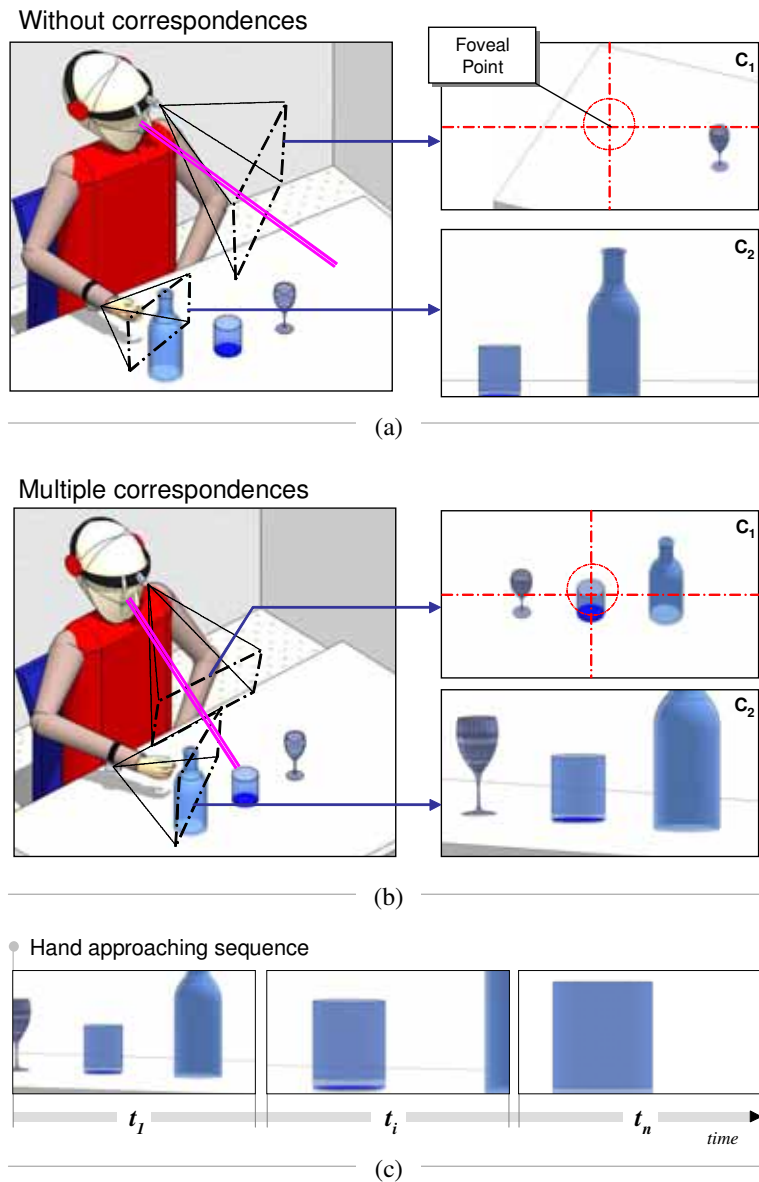 Without correspondences
Foveal
Point
C1
C2
(a)
Multiple correspondences
C1
C2
(b)
Hand approaching sequence
t1 ti tn
time
(c)